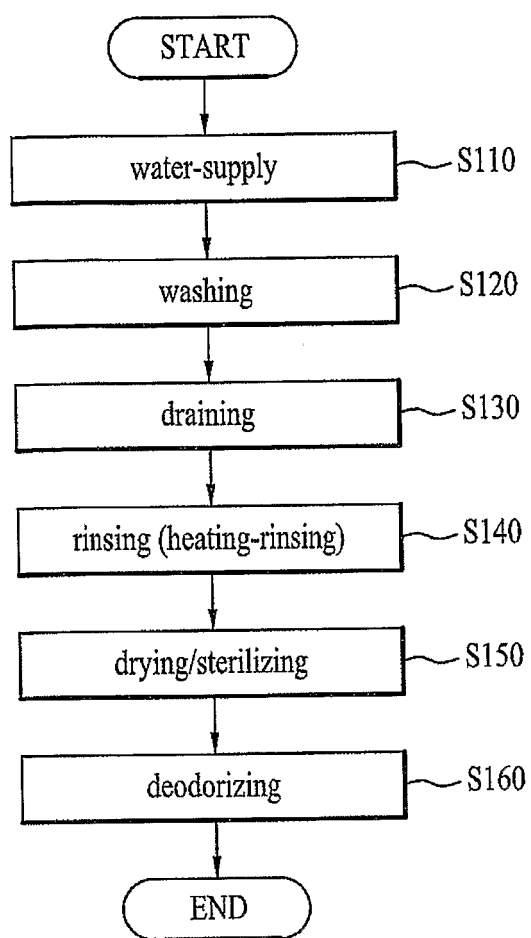 START
water-supply S110
washing S120
draining S130
rinsing (heating-rinsing) S140
drying/sterilizing S150
deodorizing S160
END